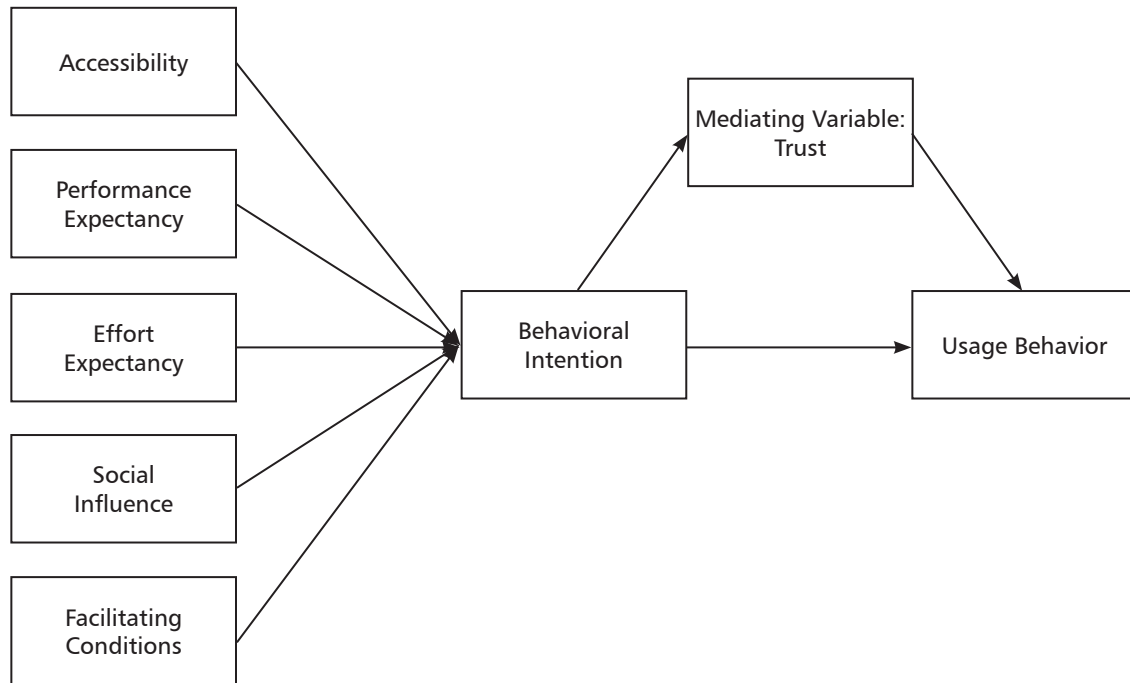 Accessibility
Performance
Expectancy
Effort
Expectancy
Social
Influence
Facilitating
Conditions
Behavioral
Intention
Mediating Variable:
Trust
Usage Behavior